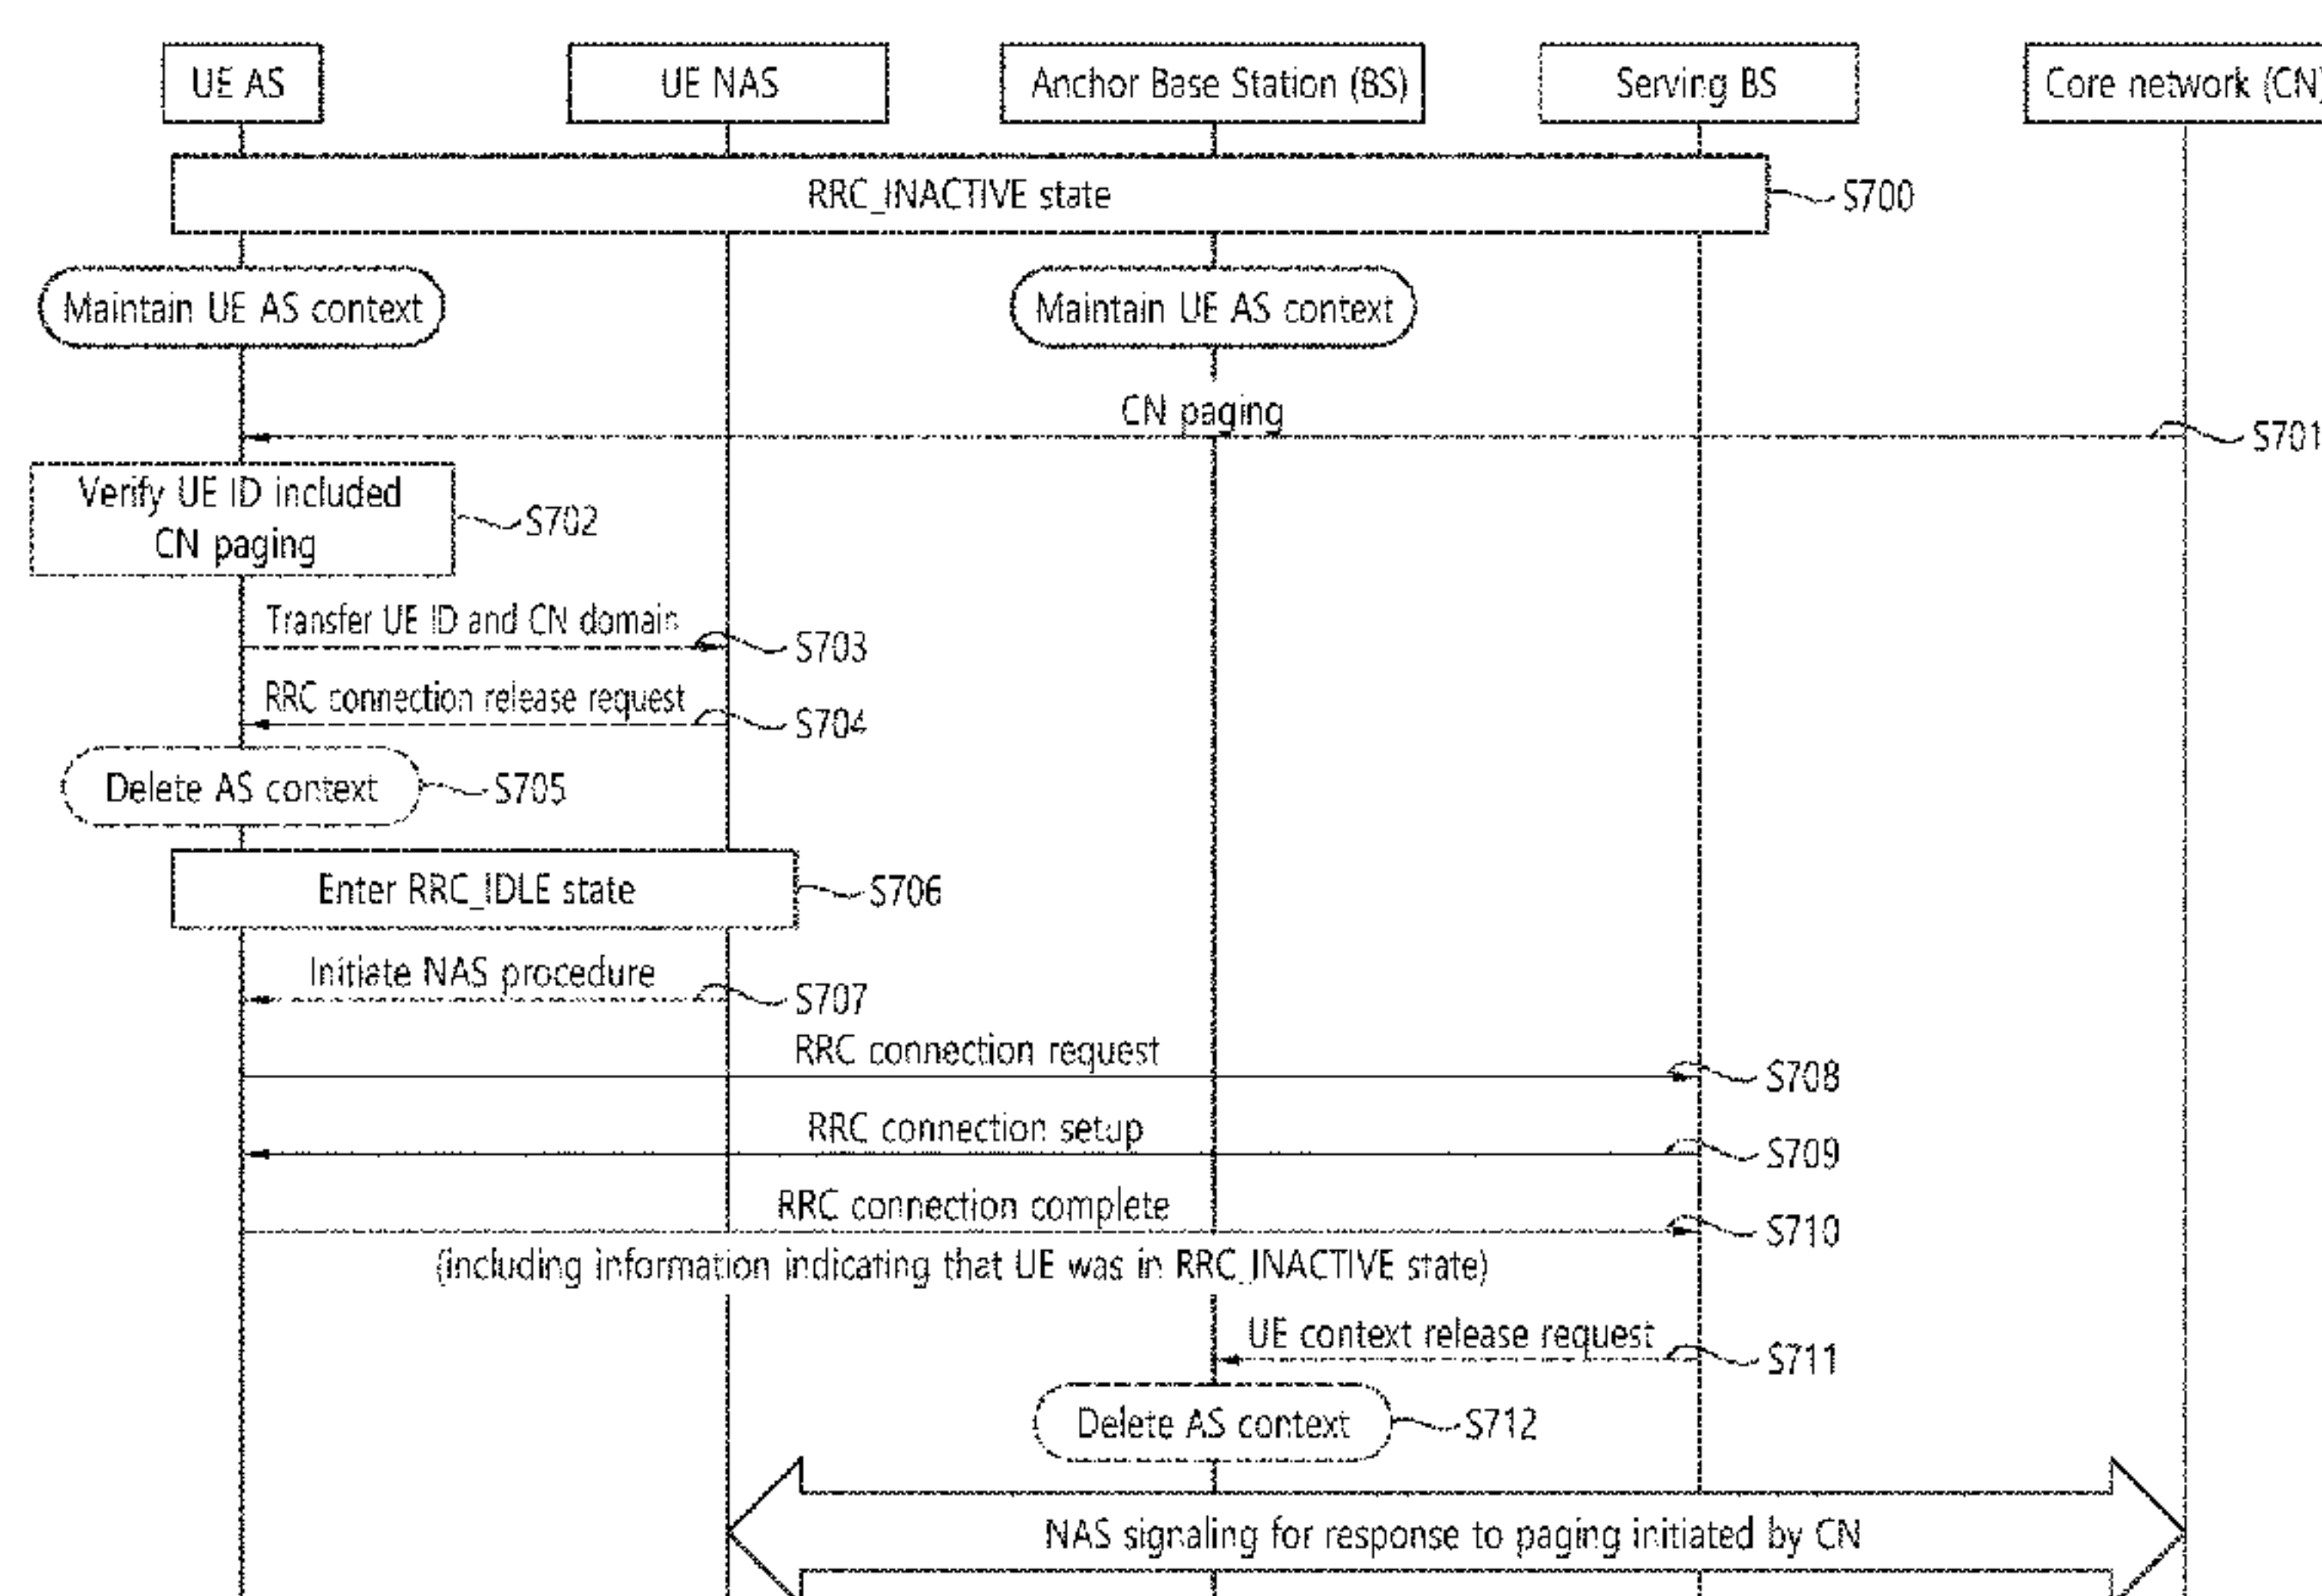 UE AS
UE NAS
Anchor Base Station (BS)
Serving BS
Core network (CN)
RRC_INACTIVE state
S700
Maintain UE AS context
Maintain UE AS context
CN paging
S701
Verify UE ID included
CN paging
S702
Transfer UE ID and CN domain
S703
RRC connection release request
S704
Delete AS context
S705
Enter RRC_IDLE state
S706
Initiate NAS procedure
S707
RRC connection request
S708
RRC connection setup
S709
RRC connection complete
S710
(including information indicating that UE was in RRC_INACTIVE state)
UE context release request
S711
Delete AS context
S712
NAS signaling for response to paging initiated by CN